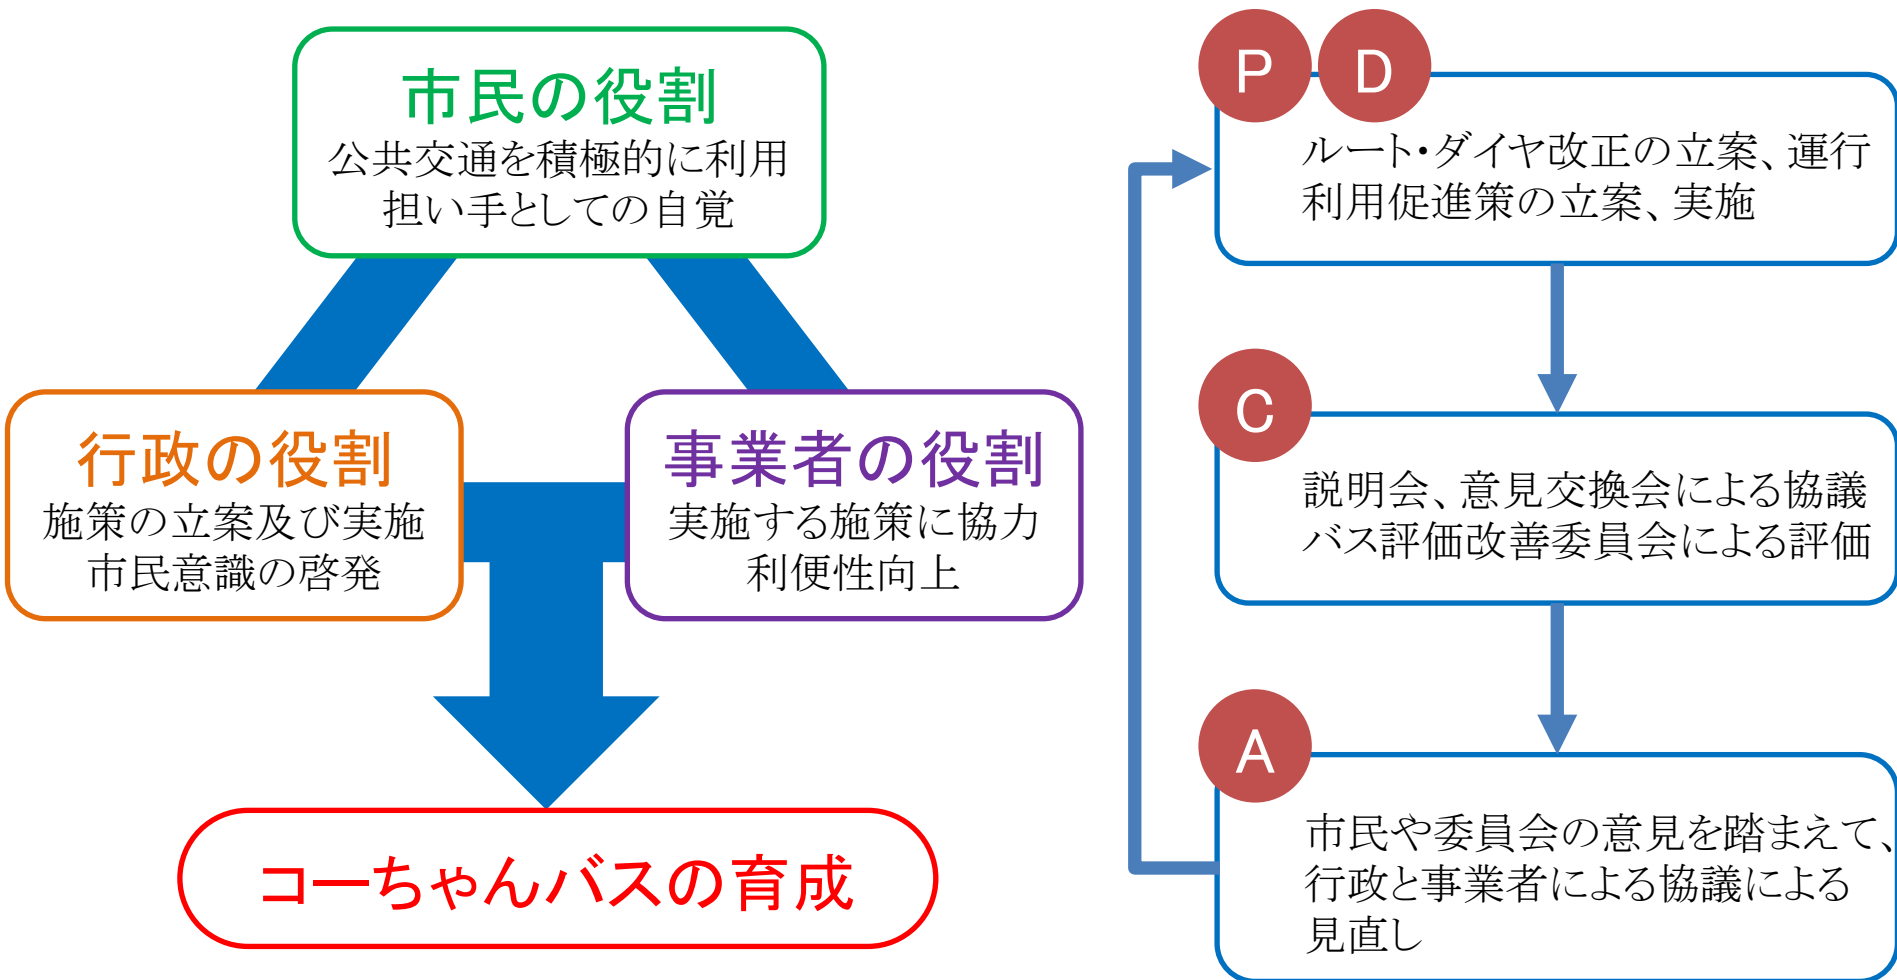 市民の役割
公共交通を積極的に利用
担い手としての自覚
行政の役割
施策の立案及び実施
市民意識の啓発
事業者の役割
実施する施策に協力
利便性向上
コーちゃんバスの育成
P D
ルート・ダイヤ改正の立案、運行
利用促進策の立案、実施
C
説明会、意見交換会による協議
バス評価改善委員会による評価
A
市民や委員会の意見を踏まえて、
行政と事業者による協議による
見直し